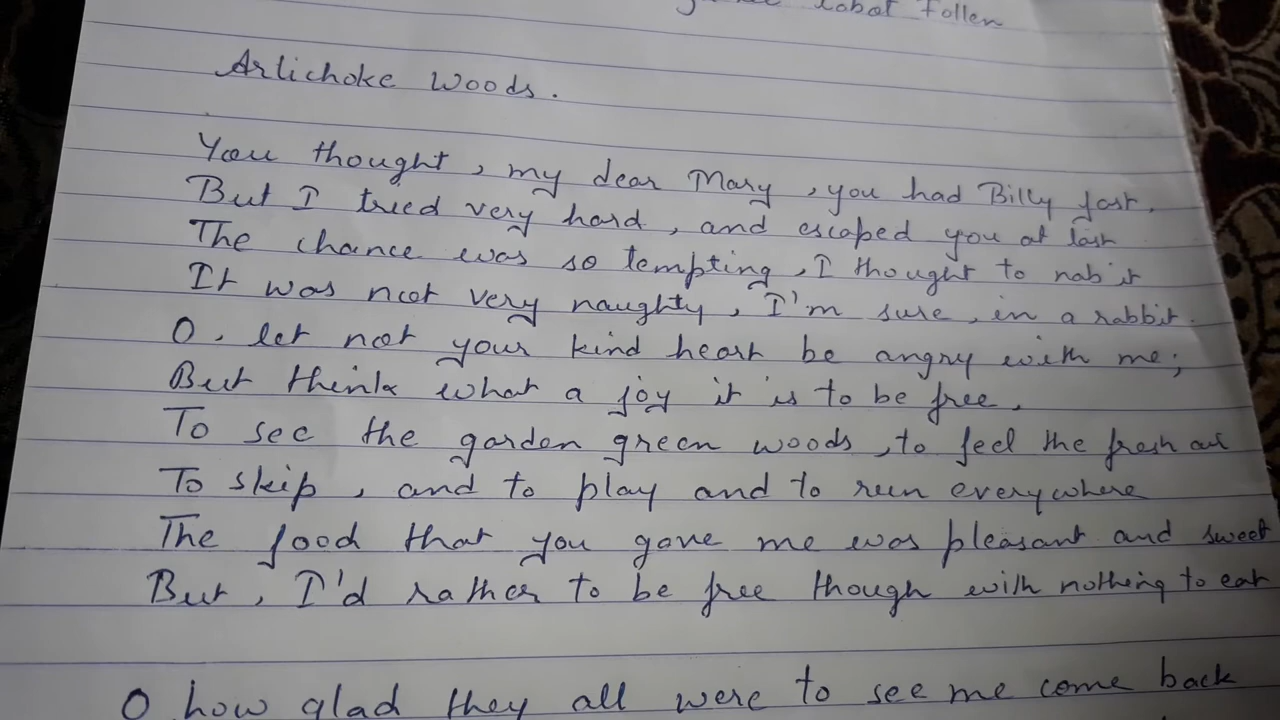 Cabot Follen
Artichoke Woods.
You thought, my dear Mary, you had Billy fast,
But I tried very hard, and escaped you at last
The chance was so tempting, I thought to nab it
It was not very naughty, I'm sure, in a rabbit.
O, let not your kind heart be angry with me;
But think what a joy it is to be free,
To see the garden green woods, to feel the fresh air
To skip, and to play and to run everywhere
The food that you gave me was pleasant and sweet
But, I'd rather to be free though with nothing to eat
O how glad they all were to see me come back